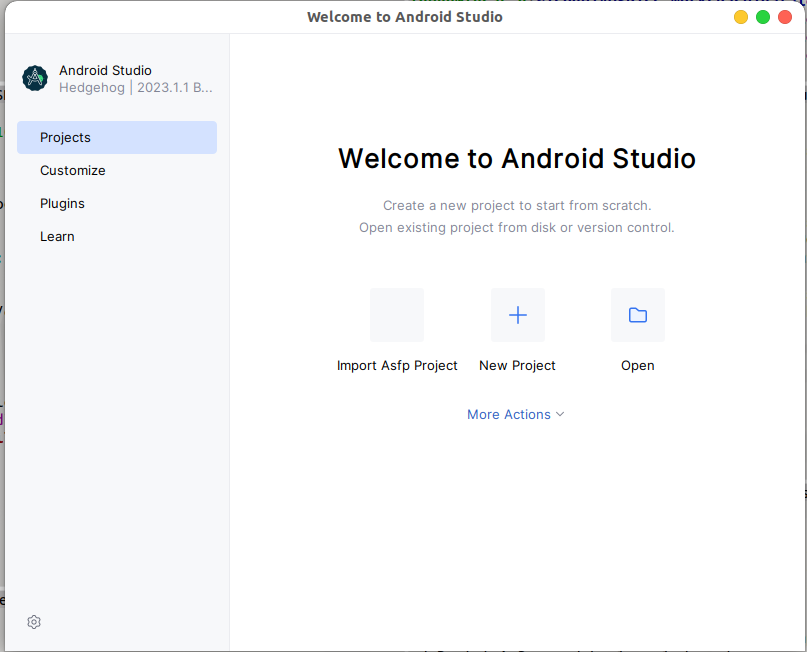 Welcome to Android Studio
Android Studio
Hedgehog | 2023.1.1 B...
Projects
Customize
Plugins
Learn
Welcome to Android Studio
Create a new project to start from scratch.
Open existing project from disk or version control.
Import Asfp Project
New Project
Open
More Actions